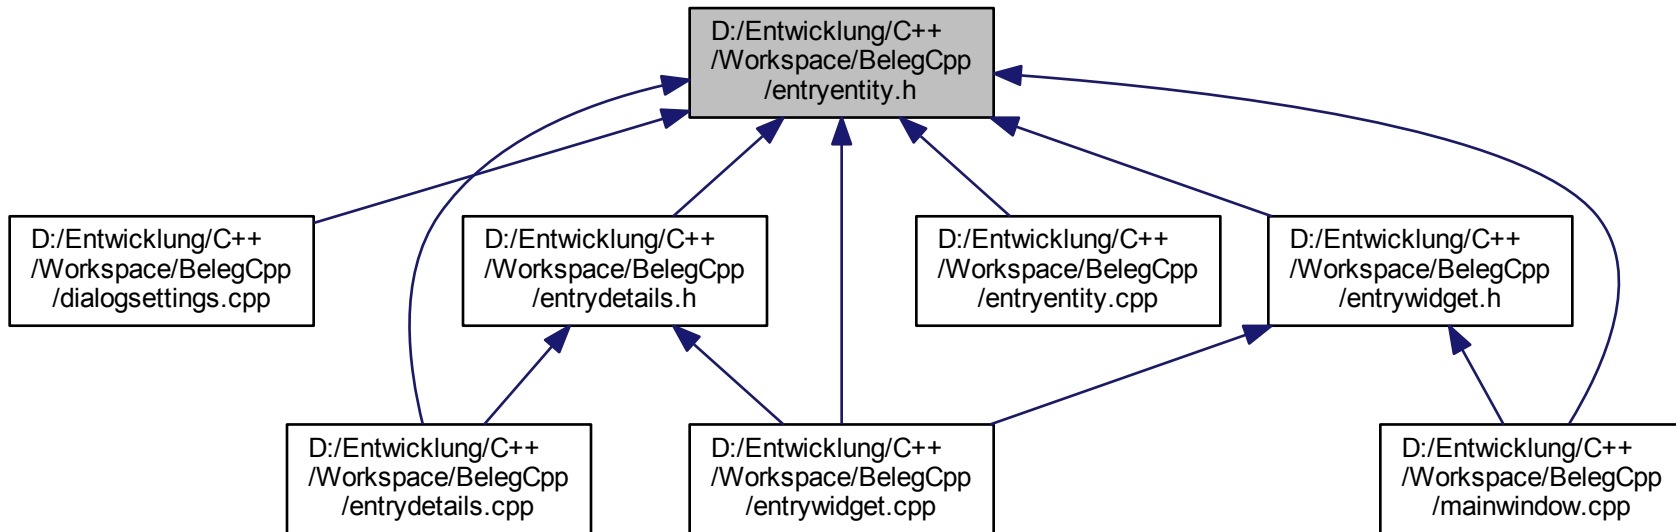 D:/Entwicklung/C++
/Workspace/BelegCpp
/entryentity.h
D:/Entwicklung/C++
/Workspace/BelegCpp
/dialogsettings.cpp
D:/Entwicklung/C++
/Workspace/BelegCpp
/entrydetails.h
D:/Entwicklung/C++
/Workspace/BelegCpp
/entryentity.cpp
D:/Entwicklung/C++
/Workspace/BelegCpp
/entrywidget.h
D:/Entwicklung/C++
/Workspace/BelegCpp
/entrydetails.cpp
D:/Entwicklung/C++
/Workspace/BelegCpp
/entrywidget.cpp
D:/Entwicklung/C++
/Workspace/BelegCpp
/mainwindow.cpp